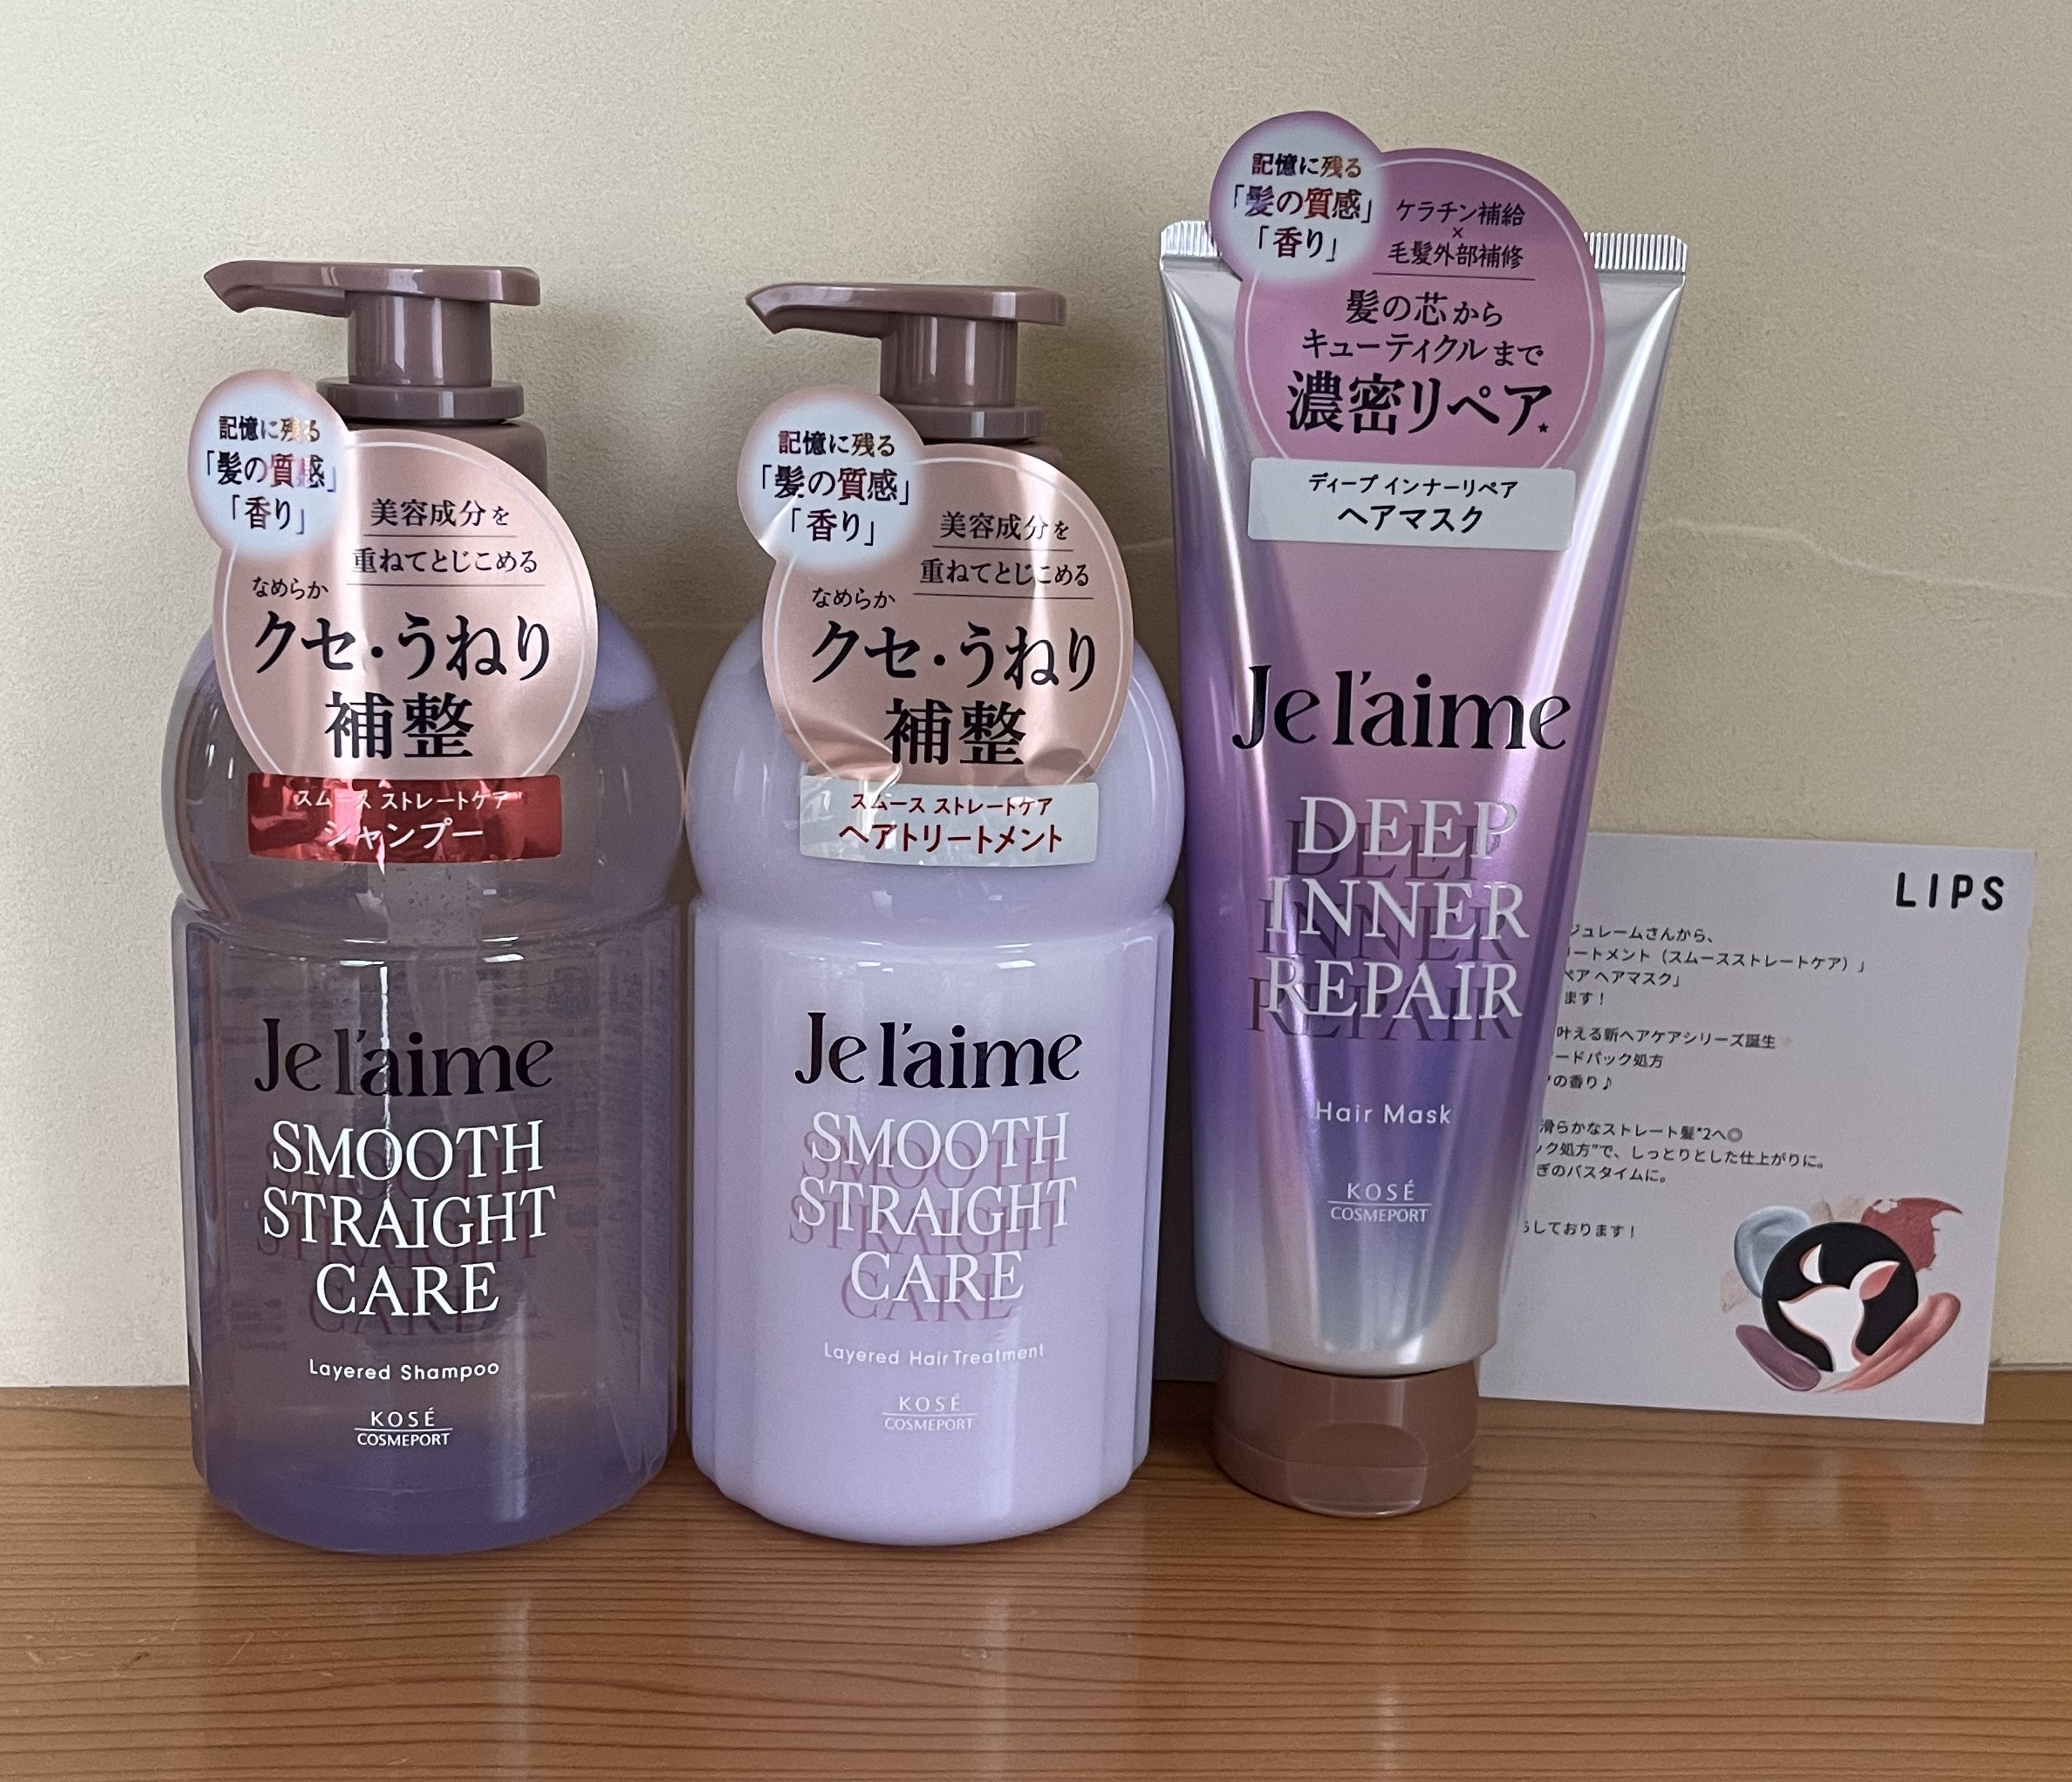 記憶に残る
「髪の質感」
「香り」
美容成分を
重ねてとじこめる
なめらか
クセ・うねり
補整
スムース ストレートケア
シャンプー
Je l'aime
SMOOTH
STRAIGHT
CARE
Layered Shampoo
KOSÉ
COSMEPORT
記憶に残る
「髪の質感」
「香り」
美容成分を
重ねてとじこめる
なめらか
クセ・うねり
補整
スムース ストレートケア
ヘアトリートメント
Je l'aime
SMOOTH
STRAIGHT
CARE
Layered Hair Treatment
KOSÉ
COSMEPORT
記憶に残る
「髪の質感」
「香り」
ケラチン補給
×
毛髪外部補修
髪の芯から
キューティクルまで
濃密リペア★
ディープ インナーリペア
ヘアマスク
Je l'aime
DEEP
INNER
REPAIR
Hair Mask
KOSÉ
COSMEPORT
LIPS
ジュレームさんから、
リートメント（スムースストレートケア）」
ペア ヘアマスク」
ます！
叶える新ヘアケアシリーズ誕生
ードパック処方
の香り♪
滑らかなストレート髪*2へ◎
ック処方"で、しっとりとした仕上がりに。
ぎのバスタイムに。
しております！